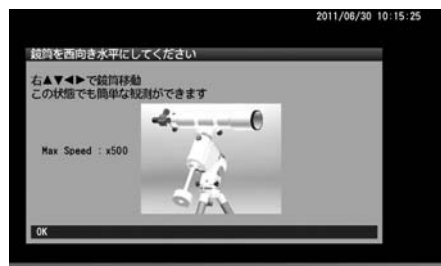 2011/06/30 10:15:25
鏡筒を西向き水平にしてください
右▲▼◀▶で鏡筒移動
この状態でも簡単な観測ができます
Max Speed : x500
OK